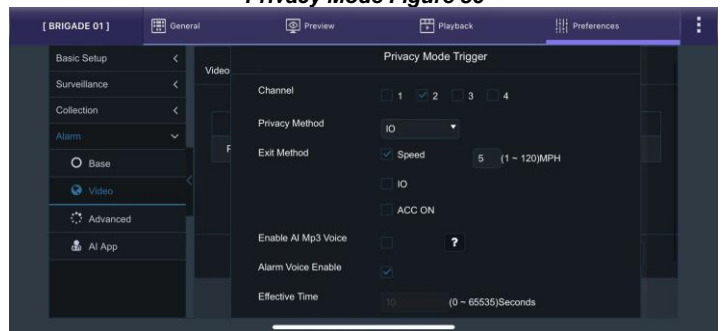 Privacy Mode Figure 30
[ BRIGADE 01 ] General Preview Playback Preferences
Basic Setup
Surveillance
Collection
Alarm
Base
Video
Advanced
AI App
Video
Privacy Mode Trigger
Channel 1 2 3 4
Privacy Method IO
Exit Method Speed 5 (1 ~ 120)MPH
IO
ACC ON
Enable AI Mp3 Voice ?
Alarm Voice Enable
Effective Time 10 (0 ~ 65535)Seconds